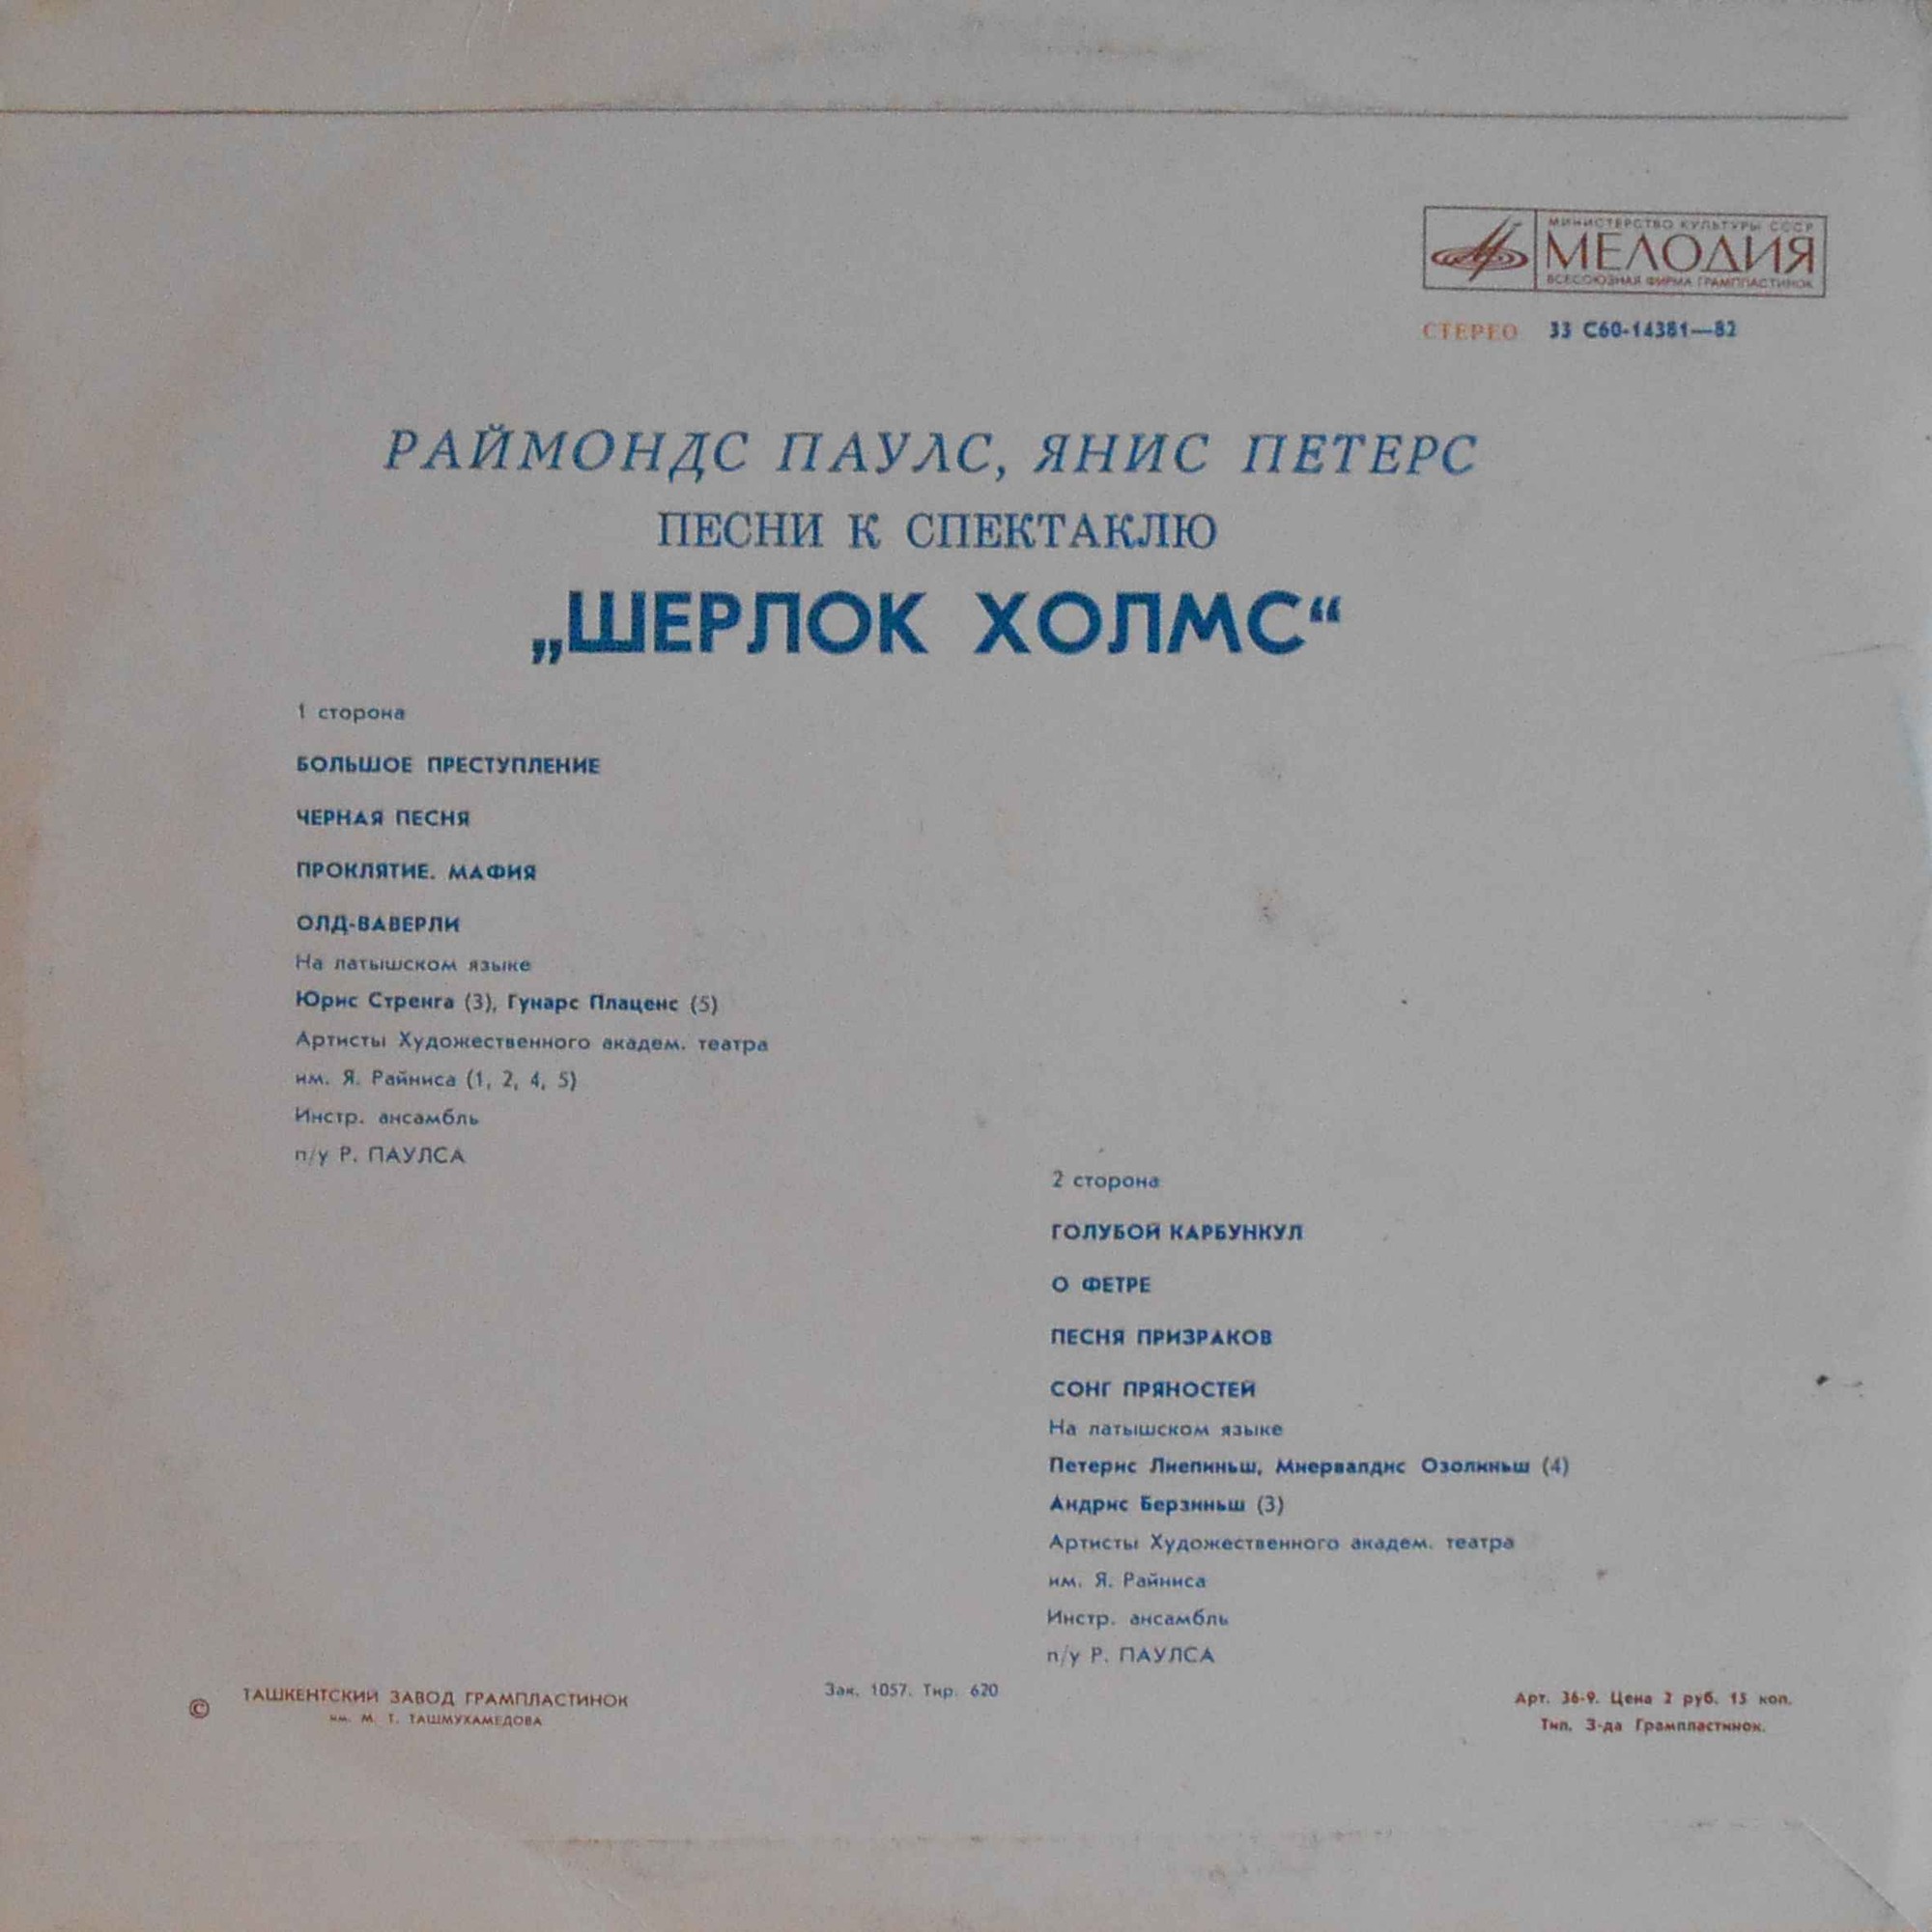 МИНИСТЕРСТВО КУЛЬТУРЫ СССР
МЕЛОДИЯ
ВСЕСОЮЗНАЯ ФИРМА ГРАМПЛАСТИНОК
СТЕРЕО 33 С60-14381—82
РАЙМОНДС ПАУЛС, ЯНИС ПЕТЕРС
ПЕСНИ К СПЕКТАКЛЮ
„ШЕРЛОК ХОЛМС“
1 сторона
БОЛЬШОЕ ПРЕСТУПЛЕНИЕ
ЧЕРНАЯ ПЕСНЯ
ПРОКЛЯТИЕ. МАФИЯ
ОЛД-ВАВЕРЛИ
На латышском языке
Юрис Стренга (3), Гунарс Плаценс (5)
Артисты Художественного академ. театра
им. Я. Райниса (1, 2, 4, 5)
Инстр. ансамбль
п/у Р. ПАУЛСА
2 сторона
ГОЛУБОЙ КАРБУНКУЛ
О ФЕТРЕ
ПЕСНЯ ПРИЗРАКОВ
СОНГ ПРЯНОСТЕЙ
На латышском языке
Петерис Лиепиньш, Миервалдис Озолиньш (4)
Андрис Берзиньш (3)
Артисты Художественного академ. театра
им. Я. Райниса
Инстр. ансамбль
п/у Р. ПАУЛСА
© ТАШКЕНТСКИЙ ЗАВОД ГРАМПЛАСТИНОК
им. М. Т. ТАШМУХАМЕДОВА
Зак. 1057. Тир. 620
Арт. 36-9. Цена 2 руб. 15 коп.
Тип. З-да Грампластинок.